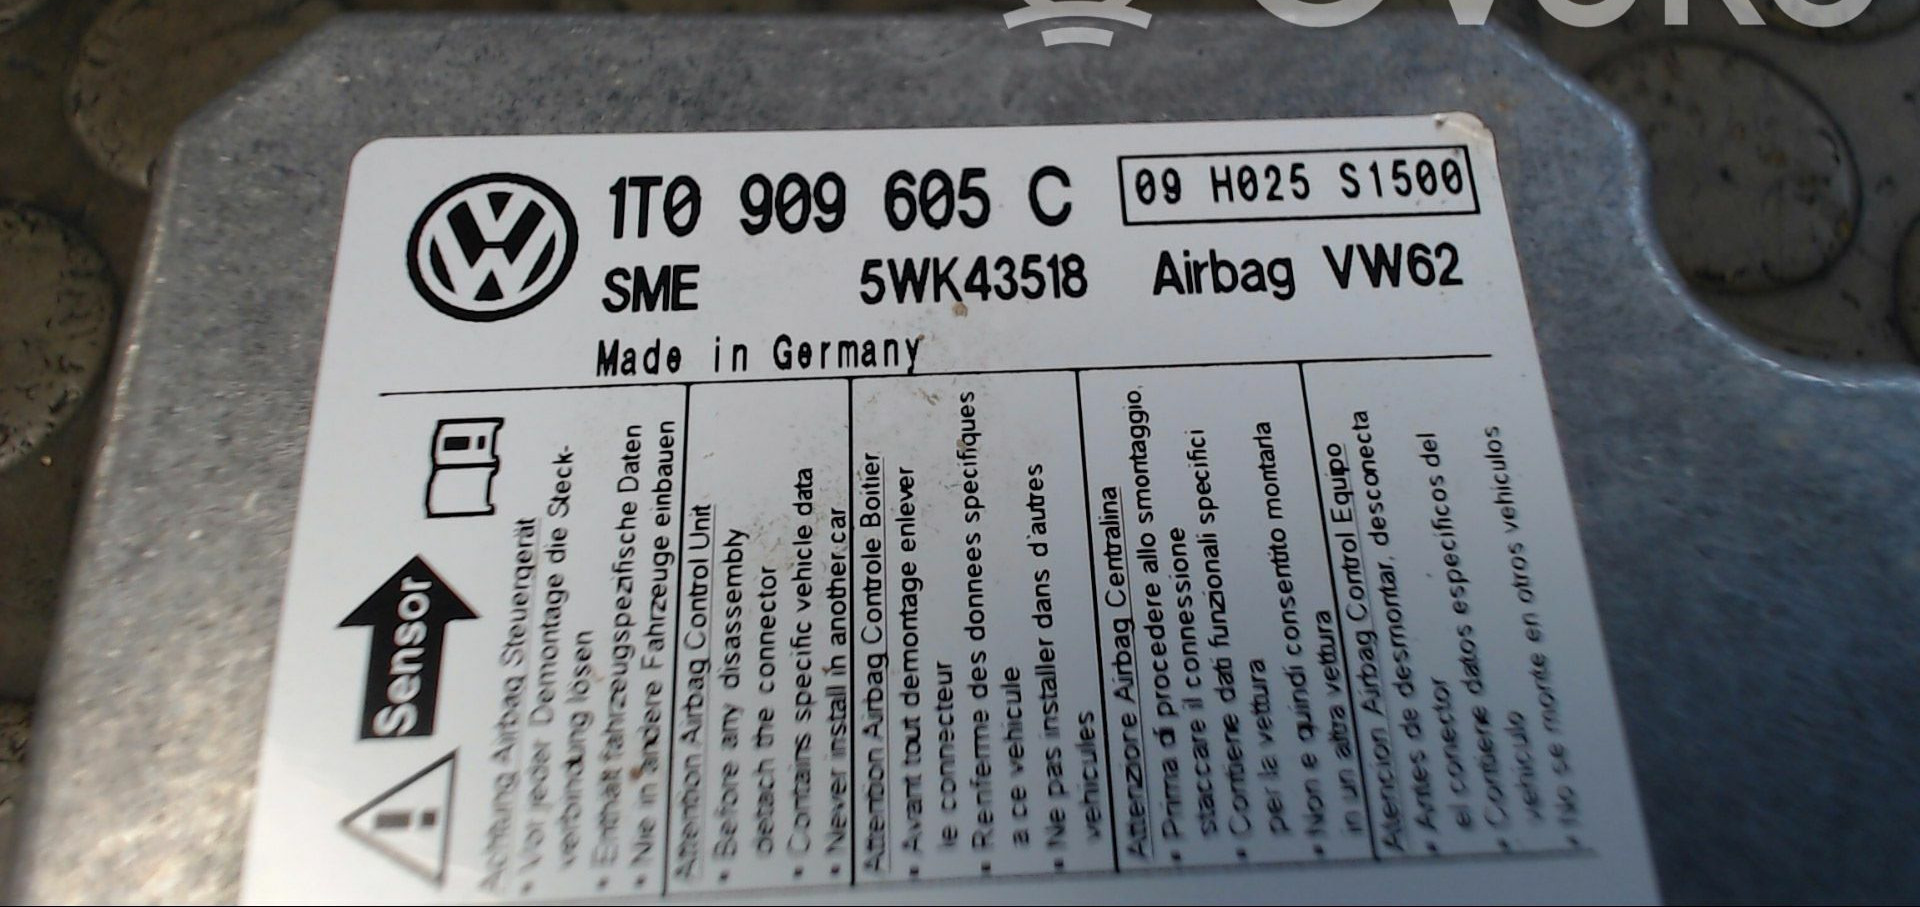 1T0 909 605 C 09 H025 S1500
SME 5WK43518 Airbag VW62
Made in Germany
Sensor
Achtung Airbag Steuergerät
• Vor jeder Demontage die Steck-
verbindung lösen
• Enthält fahrzeugspezifische Daten
• Nie in andere Fahrzeuge einbauen
Attention Airbag Control Unit
• Before any disassembly
detach the connector
• Contains specific vehicle data
• Never install in another car
Attention Airbag Controle Boitier
• Avant tout demontage enlever
le connecteur
• Renferme des donnees specifiques
a ce vehicule
• Ne pas installer dans d'autres
vehicules
Attenzione Airbag Centralina
• Prima di procedere allo smontaggio,
staccare il connessione
• Contiene dati funzionali specifici
per la vettura
• Non e quindi consentito montarla
in un altra vettura
Atencion Airbag Control Equipo
• Antes de desmontar, desconecta
el conector
• Contiene datos especificos del
vehiculo
• No se monte en otros vehiculos